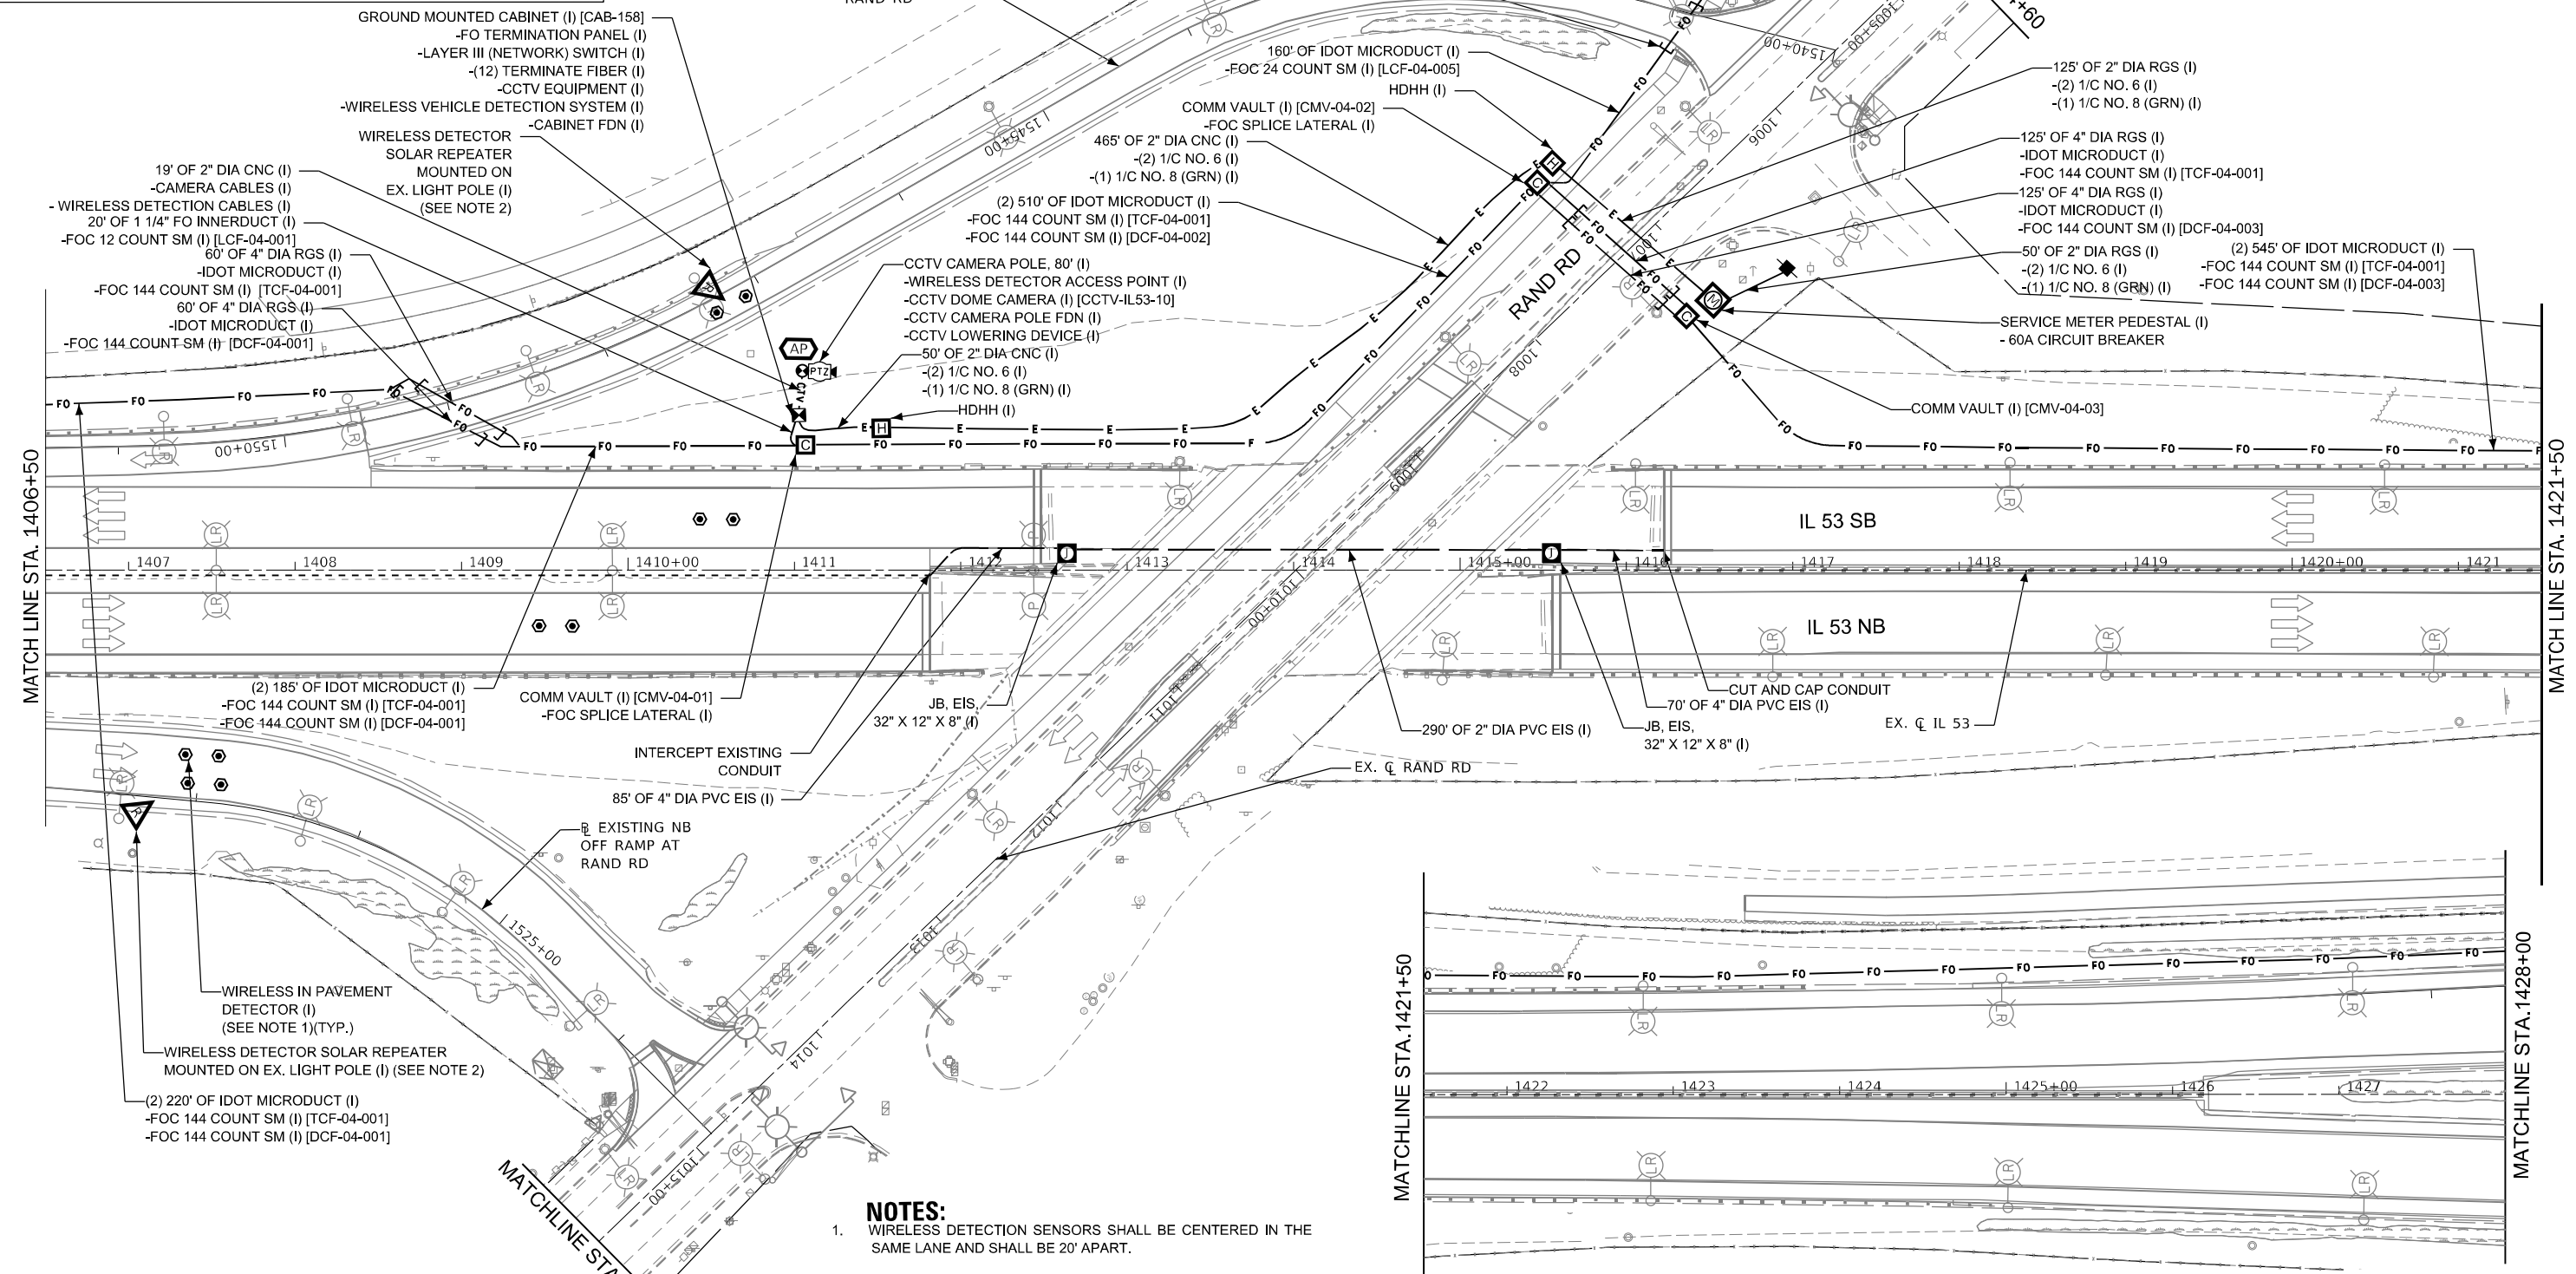 RAND RD
GROUND MOUNTED CABINET (I) [CAB-158]
-FO TERMINATION PANEL (I)
-LAYER III (NETWORK) SWITCH (I)
-(12) TERMINATE FIBER (I)
-CCTV EQUIPMENT (I)
-WIRELESS VEHICLE DETECTION SYSTEM (I)
-CABINET FDN (I)
WIRELESS DETECTOR
SOLAR REPEATER
MOUNTED ON
EX. LIGHT POLE (I)
(SEE NOTE 2)
19' OF 2" DIA CNC (I)
-CAMERA CABLES (I)
- WIRELESS DETECTION CABLES (I)
20' OF 1 1/4" FO INNERDUCT (I)
-FOC 12 COUNT SM (I) [LCF-04-001]
60' OF 4" DIA RGS (I)
-IDOT MICRODUCT (I)
-FOC 144 COUNT SM (I) [TCF-04-001]
60' OF 4" DIA RGS (I)
-IDOT MICRODUCT (I)
-FOC 144 COUNT SM (I) [DCF-04-001]
160' OF IDOT MICRODUCT (I)
-FOC 24 COUNT SM (I) [LCF-04-005]
HDHH (I)
COMM VAULT (I) [CMV-04-02]
-FOC SPLICE LATERAL (I)
465' OF 2" DIA CNC (I)
-(2) 1/C NO. 6 (I)
-(1) 1/C NO. 8 (GRN) (I)
(2) 510' OF IDOT MICRODUCT (I)
-FOC 144 COUNT SM (I) [TCF-04-001]
-FOC 144 COUNT SM (I) [DCF-04-002]
CCTV CAMERA POLE, 80' (I)
-WIRELESS DETECTOR ACCESS POINT (I)
-CCTV DOME CAMERA (I) [CCTV-IL53-10]
-CCTV CAMERA POLE FDN (I)
-CCTV LOWERING DEVICE (I)
50' OF 2" DIA CNC (I)
-(2) 1/C NO. 6 (I)
-(1) 1/C NO. 8 (GRN) (I)
HDHH (I)
125' OF 2" DIA RGS (I)
-(2) 1/C NO. 6 (I)
-(1) 1/C NO. 8 (GRN) (I)
125' OF 4" DIA RGS (I)
-IDOT MICRODUCT (I)
-FOC 144 COUNT SM (I) [TCF-04-001]
125' OF 4" DIA RGS (I)
-IDOT MICRODUCT (I)
-FOC 144 COUNT SM (I) [DCF-04-003]
50' OF 2" DIA RGS (I)
-(2) 1/C NO. 6 (I)
-(1) 1/C NO. 8 (GRN) (I)
(2) 545' OF IDOT MICRODUCT (I)
-FOC 144 COUNT SM (I) [TCF-04-001]
-FOC 144 COUNT SM (I) [DCF-04-003]
SERVICE METER PEDESTAL (I)
- 60A CIRCUIT BREAKER
COMM VAULT (I) [CMV-04-03]
+60
1540+00
1005+00
1006
1545+00
1550+00
RAND RD
1008
1009
AP
PTZ
CTV
H
C
H
C
C
M
MATCH LINE STA. 1406+50
MATCH LINE STA. 1421+50
IL 53 SB
1407
1408
1409
1410+00
1411
1412
1413
1414
1415+00
1416
1417
1418
1419
1420+00
1421
J
J
IL 53 NB
1010+00
1011
1012
1013
1014
1015+00
(2) 185' OF IDOT MICRODUCT (I)
-FOC 144 COUNT SM (I) [TCF-04-001]
-FOC 144 COUNT SM (I) [DCF-04-001]
COMM VAULT (I) [CMV-04-01]
-FOC SPLICE LATERAL (I)
JB, EIS,
32" X 12" X 8" (I)
INTERCEPT EXISTING
CONDUIT
85' OF 4" DIA PVC EIS (I)
290' OF 2" DIA PVC EIS (I)
CUT AND CAP CONDUIT
70' OF 4" DIA PVC EIS (I)
JB, EIS,
32" X 12" X 8" (I)
EX. ℄ IL 53
EX. ℄ RAND RD
EXISTING NB
OFF RAMP AT
RAND RD
1525+00
WIRELESS IN PAVEMENT
DETECTOR (I)
(SEE NOTE 1)(TYP.)
WIRELESS DETECTOR SOLAR REPEATER
MOUNTED ON EX. LIGHT POLE (I) (SEE NOTE 2)
(2) 220' OF IDOT MICRODUCT (I)
-FOC 144 COUNT SM (I) [TCF-04-001]
-FOC 144 COUNT SM (I) [DCF-04-001]
MATCHLINE STA
MATCHLINE STA.1421+50
MATCHLINE STA.1428+00
1422
1423
1424
1425+00
1426
1427
NOTES:
1. WIRELESS DETECTION SENSORS SHALL BE CENTERED IN THE
SAME LANE AND SHALL BE 20' APART.